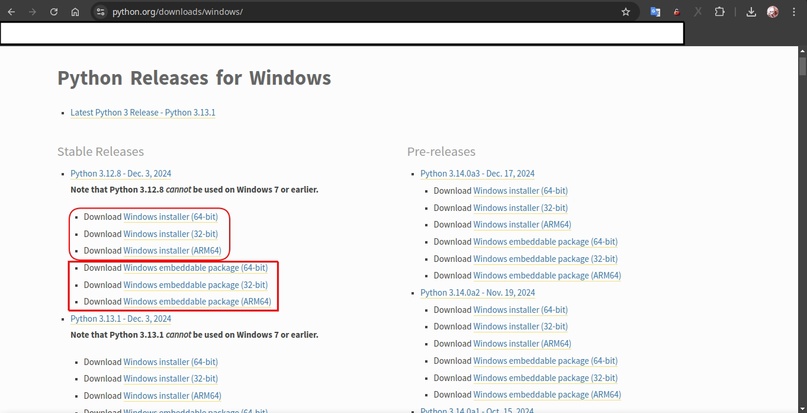 python.org/downloads/windows/
Python Releases for Windows
Latest Python 3 Release - Python 3.13.1
Stable Releases
Python 3.12.8 - Dec. 3, 2024
Note that Python 3.12.8 cannot be used on Windows 7 or earlier.
Download Windows installer (64-bit)
Download Windows installer (32-bit)
Download Windows installer (ARM64)
Download Windows embeddable package (64-bit)
Download Windows embeddable package (32-bit)
Download Windows embeddable package (ARM64)
Python 3.13.1 - Dec. 3, 2024
Note that Python 3.13.1 cannot be used on Windows 7 or earlier.
Download Windows installer (64-bit)
Download Windows installer (32-bit)
Download Windows installer (ARM64)
Download Windows embeddable package (64-bit)
Pre-releases
Python 3.14.0a3 - Dec. 17, 2024
Download Windows installer (64-bit)
Download Windows installer (32-bit)
Download Windows installer (ARM64)
Download Windows embeddable package (64-bit)
Download Windows embeddable package (32-bit)
Download Windows embeddable package (ARM64)
Python 3.14.0a2 - Nov. 19, 2024
Download Windows installer (64-bit)
Download Windows installer (32-bit)
Download Windows installer (ARM64)
Download Windows embeddable package (64-bit)
Download Windows embeddable package (32-bit)
Download Windows embeddable package (ARM64)
Python 3.14.0a1 - Oct. 15, 2024